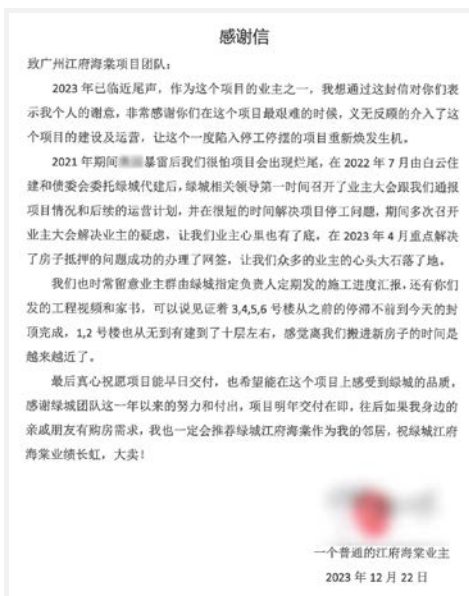 感谢信
致广州江府海棠项目团队：
2023 年已临近尾声，作为这个项目的业主之一，我想通过这封信对你们表
示我个人的谢意，非常感谢你们在这个项目最艰难的时候，义无反顾的介入了这
个项目的建设及运营，让这个一度陷入停工停摆的项目重新焕发生机。
2021 年期间暴雷后我们很怕项目会出现烂尾，在 2022 年 7 月由白云住
建和债委会委托绿城代建后，绿城相关领导第一时间召开了业主大会跟我们通报
项目情况和后续的运营计划，并在很短的时间解决项目停工问题，期间多次召开
业主大会解决业主的疑虑，让我们业主心里也有了底，在 2023 年 4 月重点解决
了房子抵押的问题成功的办理了网签，让我们众多的业主的心头大石落了地。
我们也时常留意业主群由绿城指定负责人定期发的施工进度汇报，还有你们
发的工程视频和家书，可以说见证着 3,4,5,6 号楼从之前的停滞不前到今天的封
顶完成，1,2 号楼也从无到有建到了十层左右，感觉离我们搬进新房子的时间是
越来越近了。
最后真心祝愿项目能早日交付，也希望能在这个项目上感受到绿城的品质，
感谢绿城团队这一年以来的努力和付出，项目明年交付在即，往后如果我身边的
亲戚朋友有购房需求，我也一定会推荐绿城江府海棠作为我的邻居，祝绿城江府
海棠业绩长虹，大卖！
一个普通的江府海棠业主
2023 年 12 月 22 日